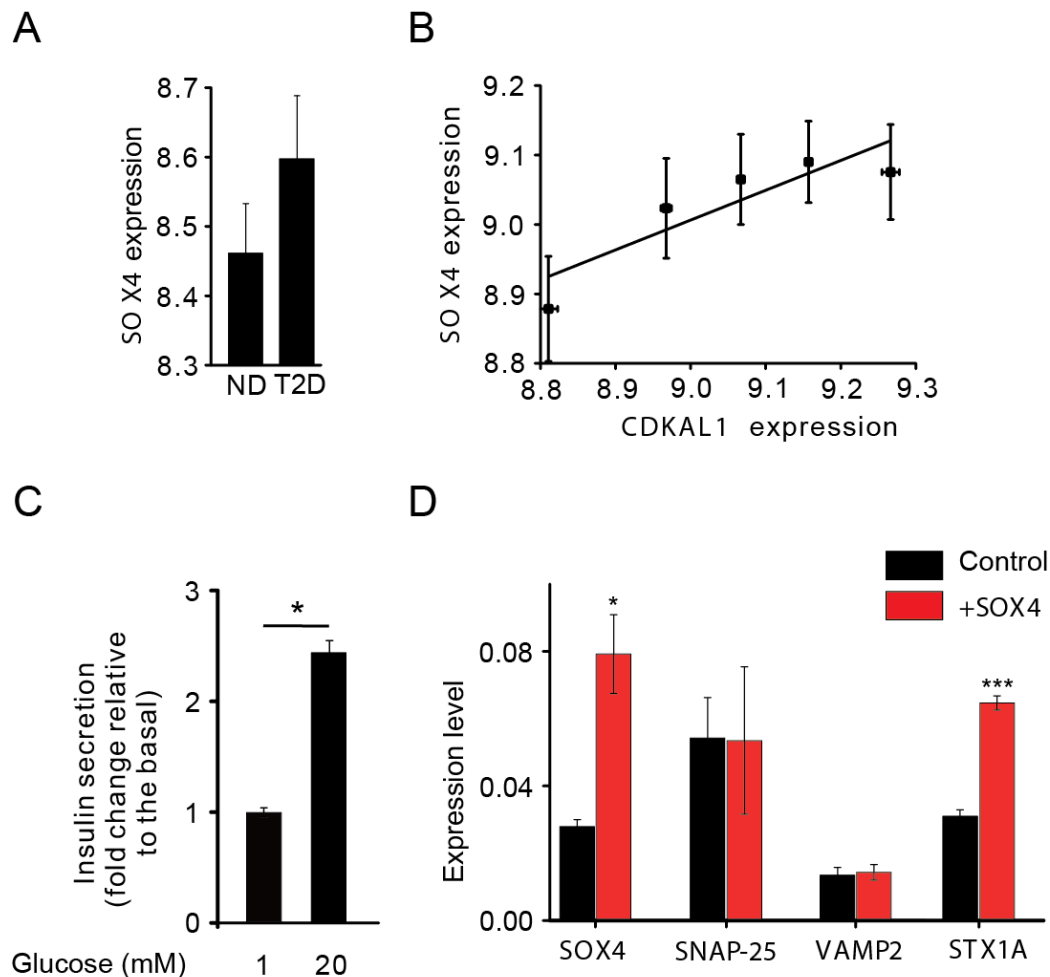 A
SO X4 expression
8.7
8.6
8.5
8.4
8.3
ND T2D
B
SO X4 expression
9.2
9.1
9.0
8.9
8.8
8.8 8.9 9.0 9.1 9.2 9.3
CDKAL1 expression
C
Insulin secretion
(fold change relative
to the basal)
3
2
1
0
*
Glucose (mM) 1 20
D
Control
+SOX4
Expression level
0.08
0.04
0.00
*
***
SOX4 SNAP-25 VAMP2 STX1A